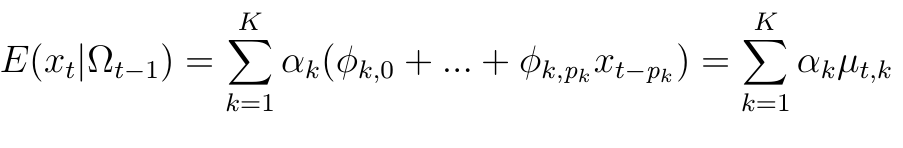 $E(x_t|\Omega_{t-1}) = \sum_{k=1}^{K} \alpha_k(\phi_{k,0} + ... + \phi_{k,p_k} x_{t-p_k}) = \sum_{k=1}^{K} \alpha_k \mu_{t,k}$